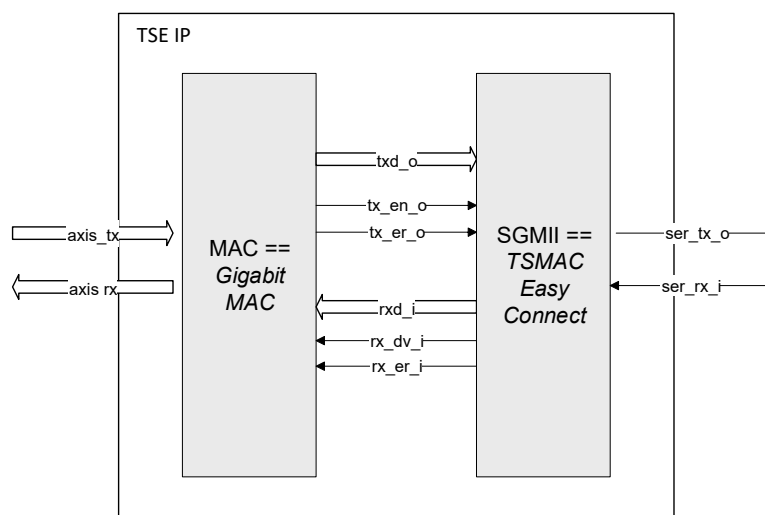 TSE IP
txd_o
tx_en_o
tx_er_o
axis_tx
axis rx
MAC ==
Gigabit
MAC
SGMII ==
TSMAC
Easy
Connect
ser_tx_o
ser_rx_i
rxd_i
rx_dv_i
rx_er_i